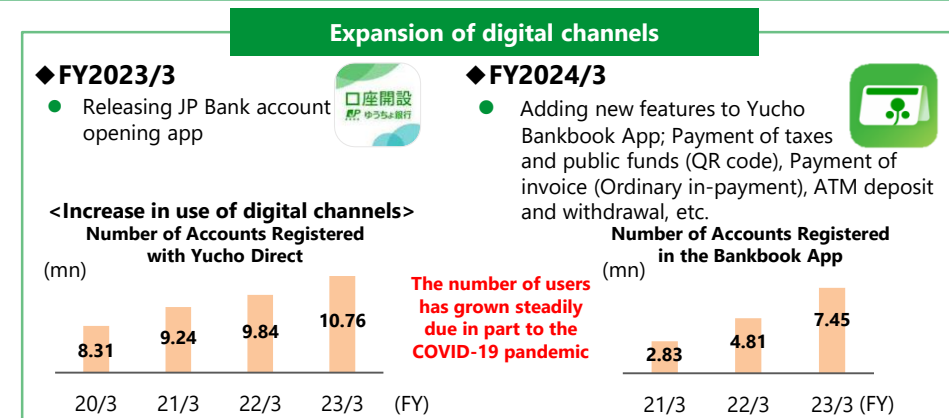 Expansion of digital channels
◆FY2023/3
● Releasing JP Bank account
opening app
口座開設
JP ゆうちょ銀行
◆FY2024/3
● Adding new features to Yucho
Bankbook App; Payment of taxes
and public funds (QR code), Payment of
invoice (Ordinary in-payment), ATM deposit
and withdrawal, etc.
<Increase in use of digital channels>
Number of Accounts Registered
with Yucho Direct
(mn)
8.31
9.24
9.84
10.76
20/3 21/3 22/3 23/3 (FY)
The number of users
has grown steadily
due in part to the
COVID-19 pandemic
Number of Accounts Registered
in the Bankbook App
(mn)
2.83
4.81
7.45
21/3 22/3 23/3 (FY)